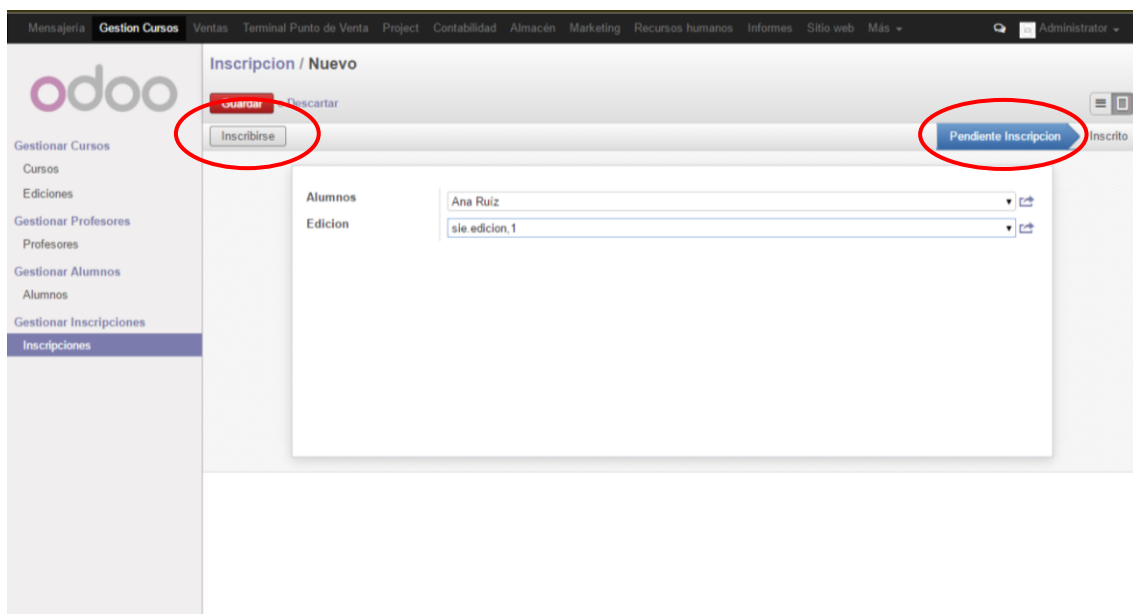 Mensajería Gestion Cursos Ventas Terminal Punto de Venta Project Contabilidad Almacén Marketing Recursos humanos Informes Sitio web Más Administrator
odoo
Inscripcion / Nuevo
Guardar o Descartar
Inscribirse Pendiente Inscripcion Inscrito
Gestionar Cursos
Cursos
Ediciones
Gestionar Profesores
Profesores
Gestionar Alumnos
Alumnos
Gestionar Inscripciones
Inscripciones
Alumnos Ana Ruíz
Edicion sie.edicion,1